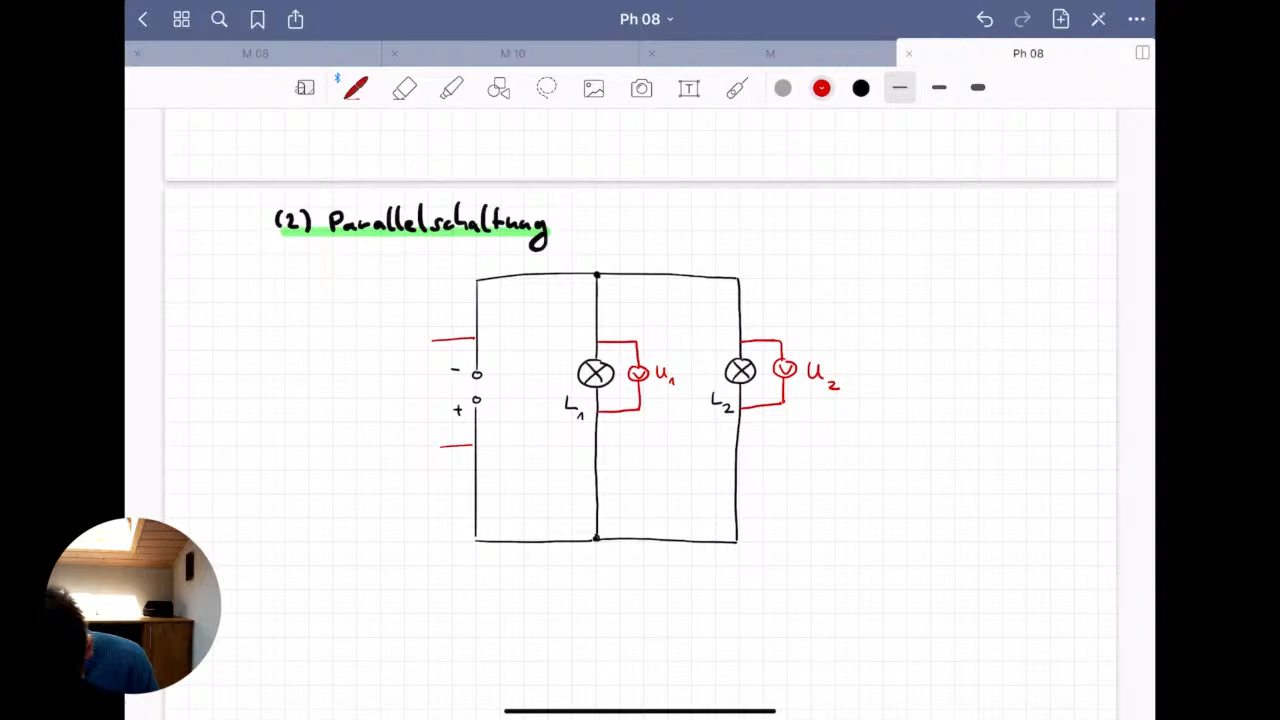 Ph 08
M 08
M 10
M
Ph 08
T
(2) Parallelschaltung
-
+
V U1
L1
V U2
L2